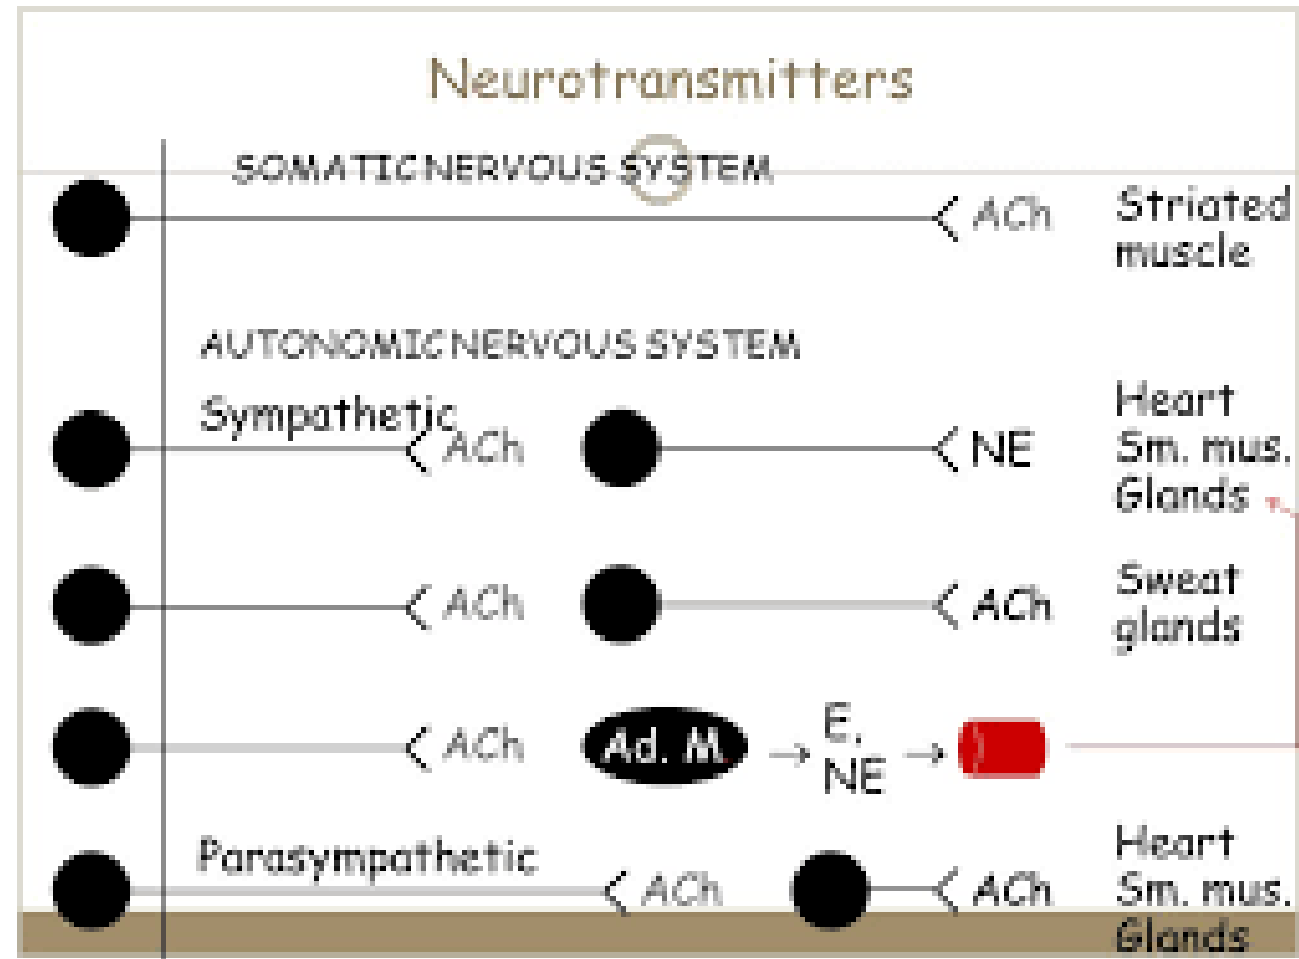 Neurotransmitters
SOMATIC NERVOUS SYSTEM
ACh
Striated
muscle
AUTONOMIC NERVOUS SYSTEM
Sympathetic
ACh
NE
Heart
Sm. mus.
Glands
ACh
ACh
Sweat
glands
ACh
Ad. M.
E,
NE
Parasympathetic
ACh
ACh
Heart
Sm. mus.
Glands